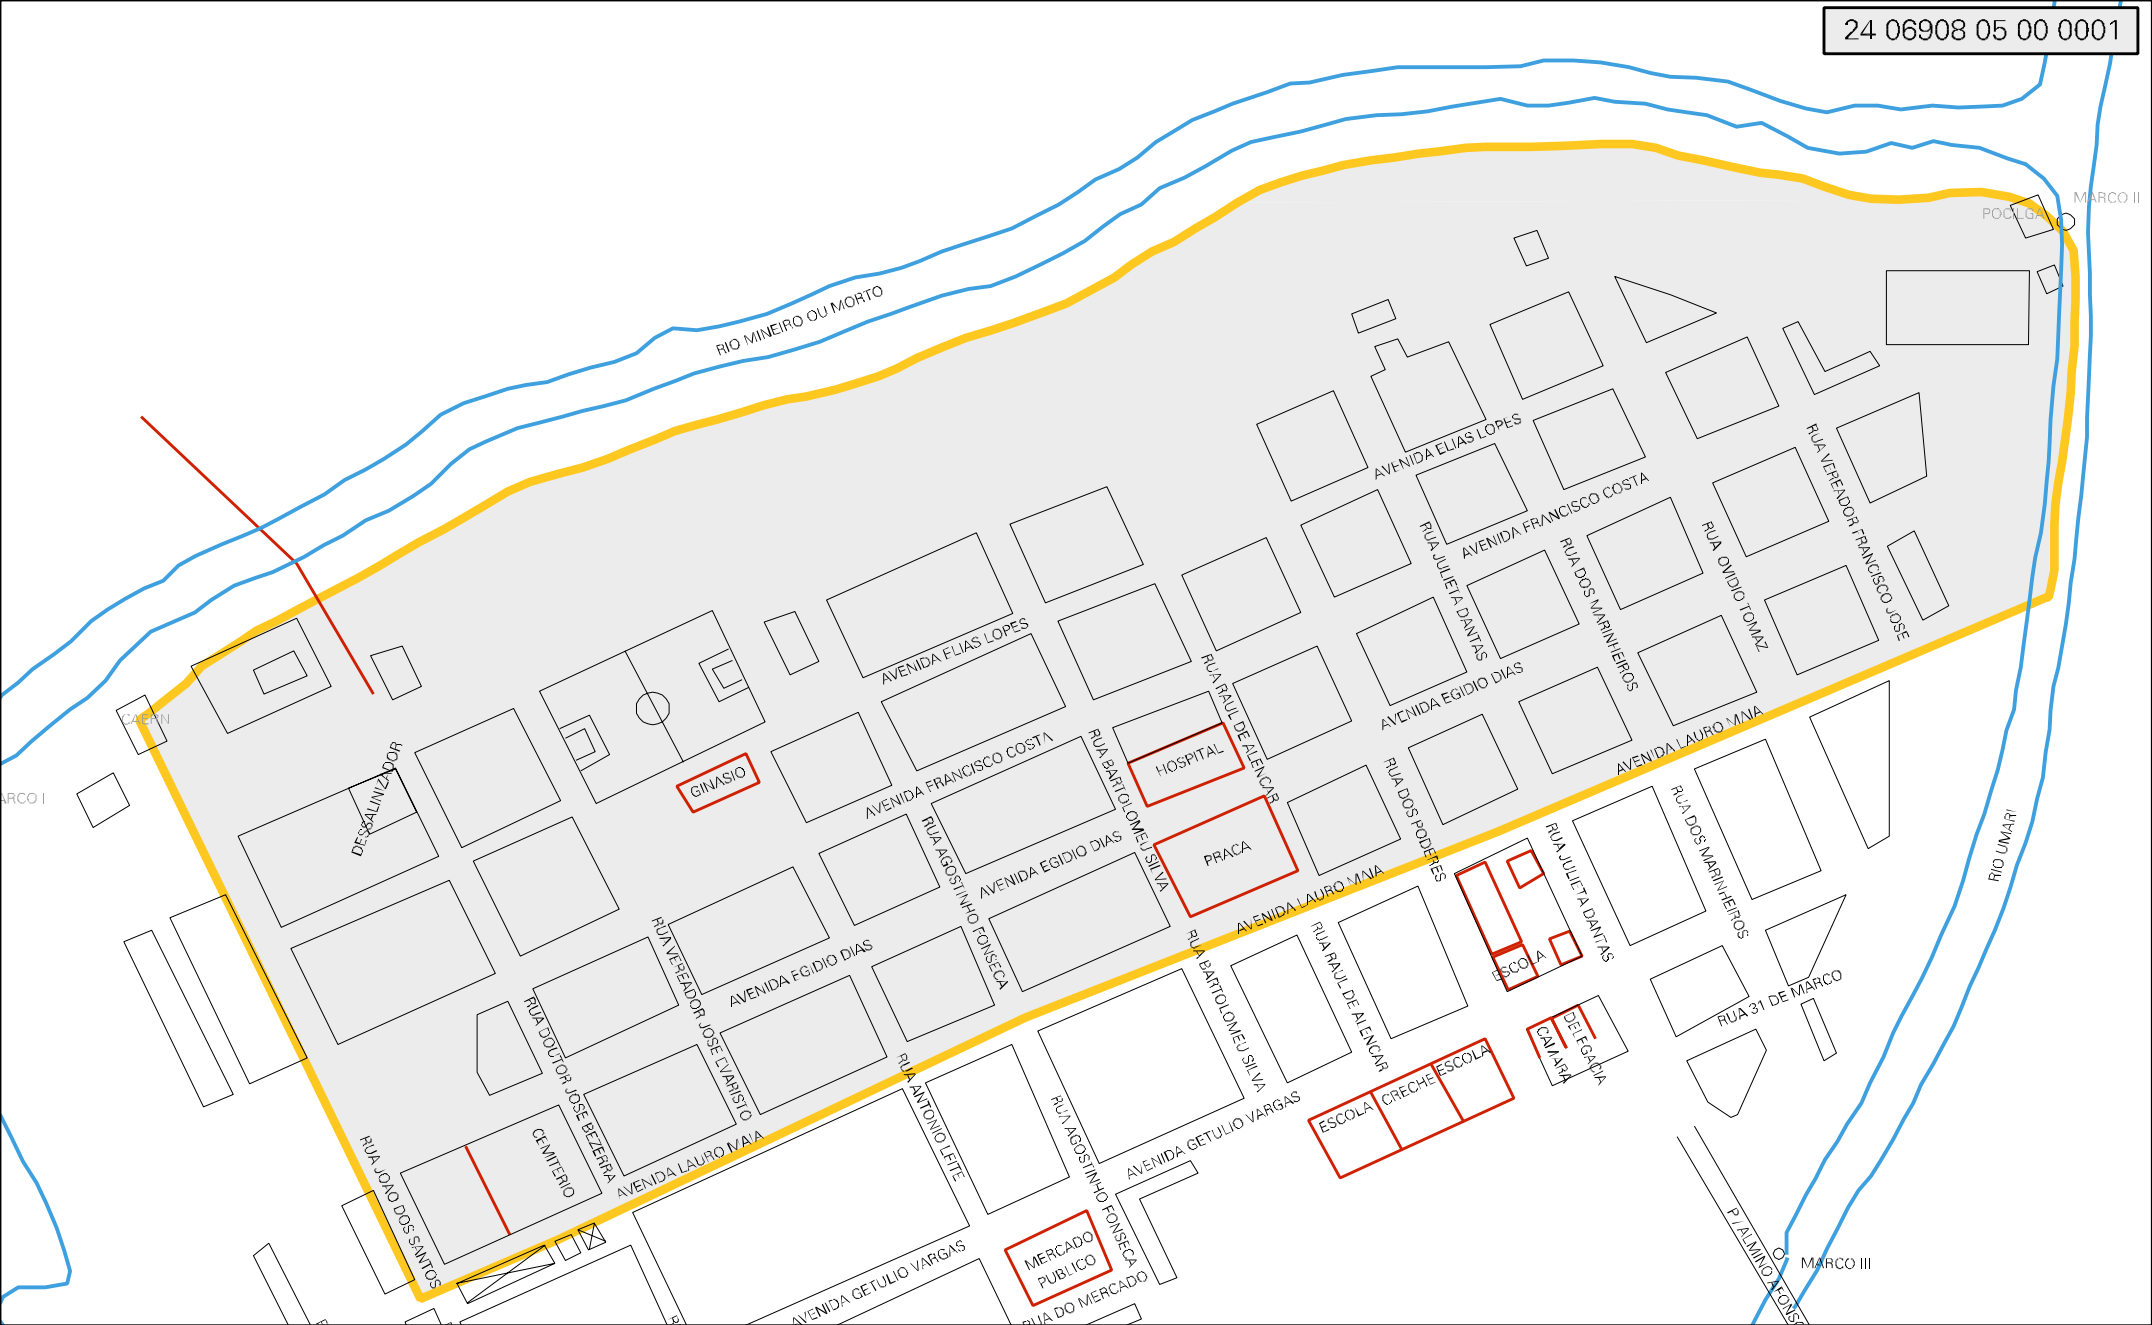 24 06908 05 00 0001
MARCO II
POCILGA
RIO MINEIRO OU MORTO
AVENIDA ELIAS LOPES
RUA VEREADOR FRANCISCO JOSE
AVENIDA FRANCISCO COSTA
RUA JULIETA DANTAS
RUA DOS MARINHEIROS
RUA OVIDIO TOMAZ
AVENIDA ELIAS LOPES
RUA RAUL DE ALENCAR
AVENIDA EGIDIO DIAS
CAERN
ARCO I
DESSALINIZADOR
GINASIO
AVENIDA FRANCISCO COSTA
RUA BARTOLOMEU SILVA
HOSPITAL
AVENIDA LAURO MAIA
RUA DOS PODERES
RUA DOS MARINHEIROS
RIO UMARI
RUA AGOSTINHO FONSECA
AVENIDA EGIDIO DIAS
PRACA
AVENIDA LAURO MAIA
RUA JULIETA DANTAS
RUA VEREADOR JOSE EVARISTO
AVENIDA EGIDIO DIAS
RUA BARTOLOMEU SILVA
RUA RAUL DE ALENCAR
ESCOLA
RUA 31 DE MARCO
RUA DOUTOR JOSE BEZERRA
CAMARA
DELEGACIA
RUA ANTONIO LEITE
RUA AGOSTINHO FONSECA
AVENIDA GETULIO VARGAS
ESCOLA
CRECHE
ESCOLA
RUA JOAO DOS SANTOS
CEMITERIO
AVENIDA LAURO MAIA
AVENIDA GETULIO VARGAS
MERCADO
PUBLICO
RUA DO MERCADO
P/ ALMINO AFONSO
MARCO III